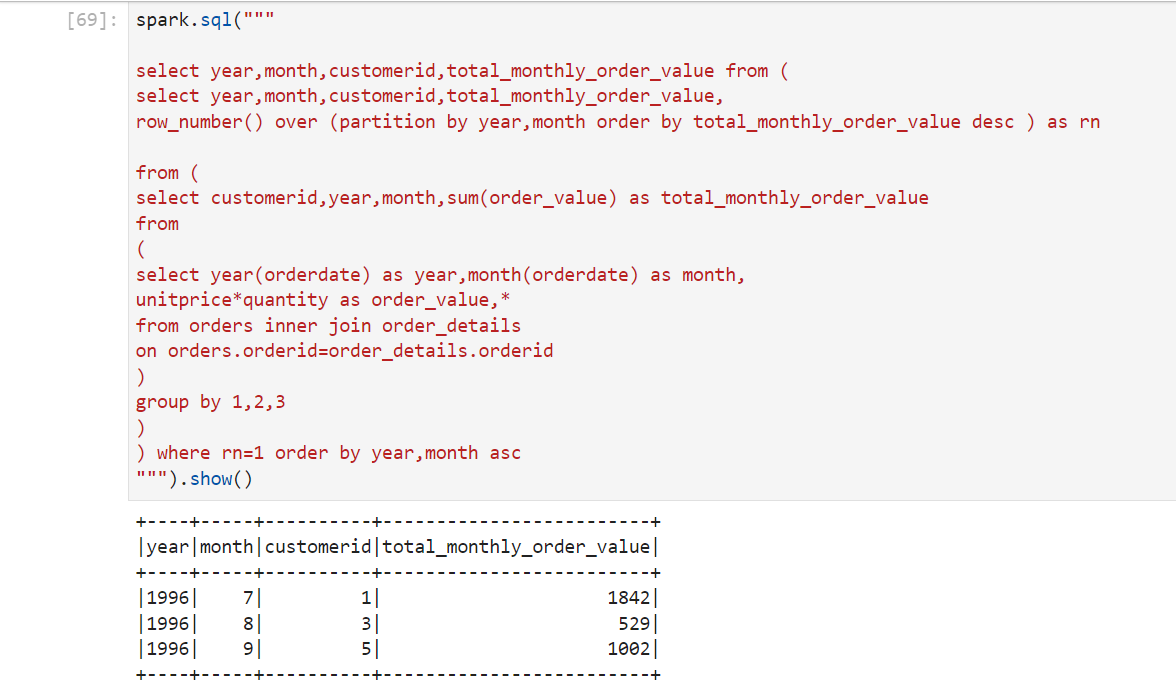 [69]: spark.sql("""
select year,month,customerid,total_monthly_order_value from (
select year,month,customerid,total_monthly_order_value,
row_number() over (partition by year,month order by total_monthly_order_value desc ) as rn
from (
select customerid,year,month,sum(order_value) as total_monthly_order_value
from
(
select year(orderdate) as year,month(orderdate) as month,
unitprice*quantity as order_value,*
from orders inner join order_details
on orders.orderid=order_details.orderid
)
group by 1,2,3
)
) where rn=1 order by year,month asc
""").show()
+----+-----+----------+-------------------------+
|year|month|customerid|total_monthly_order_value|
+----+-----+----------+-------------------------+
|1996|    7|         1|                     1842|
|1996|    8|         3|                      529|
|1996|    9|         5|                     1002|
+----+-----+----------+-------------------------+